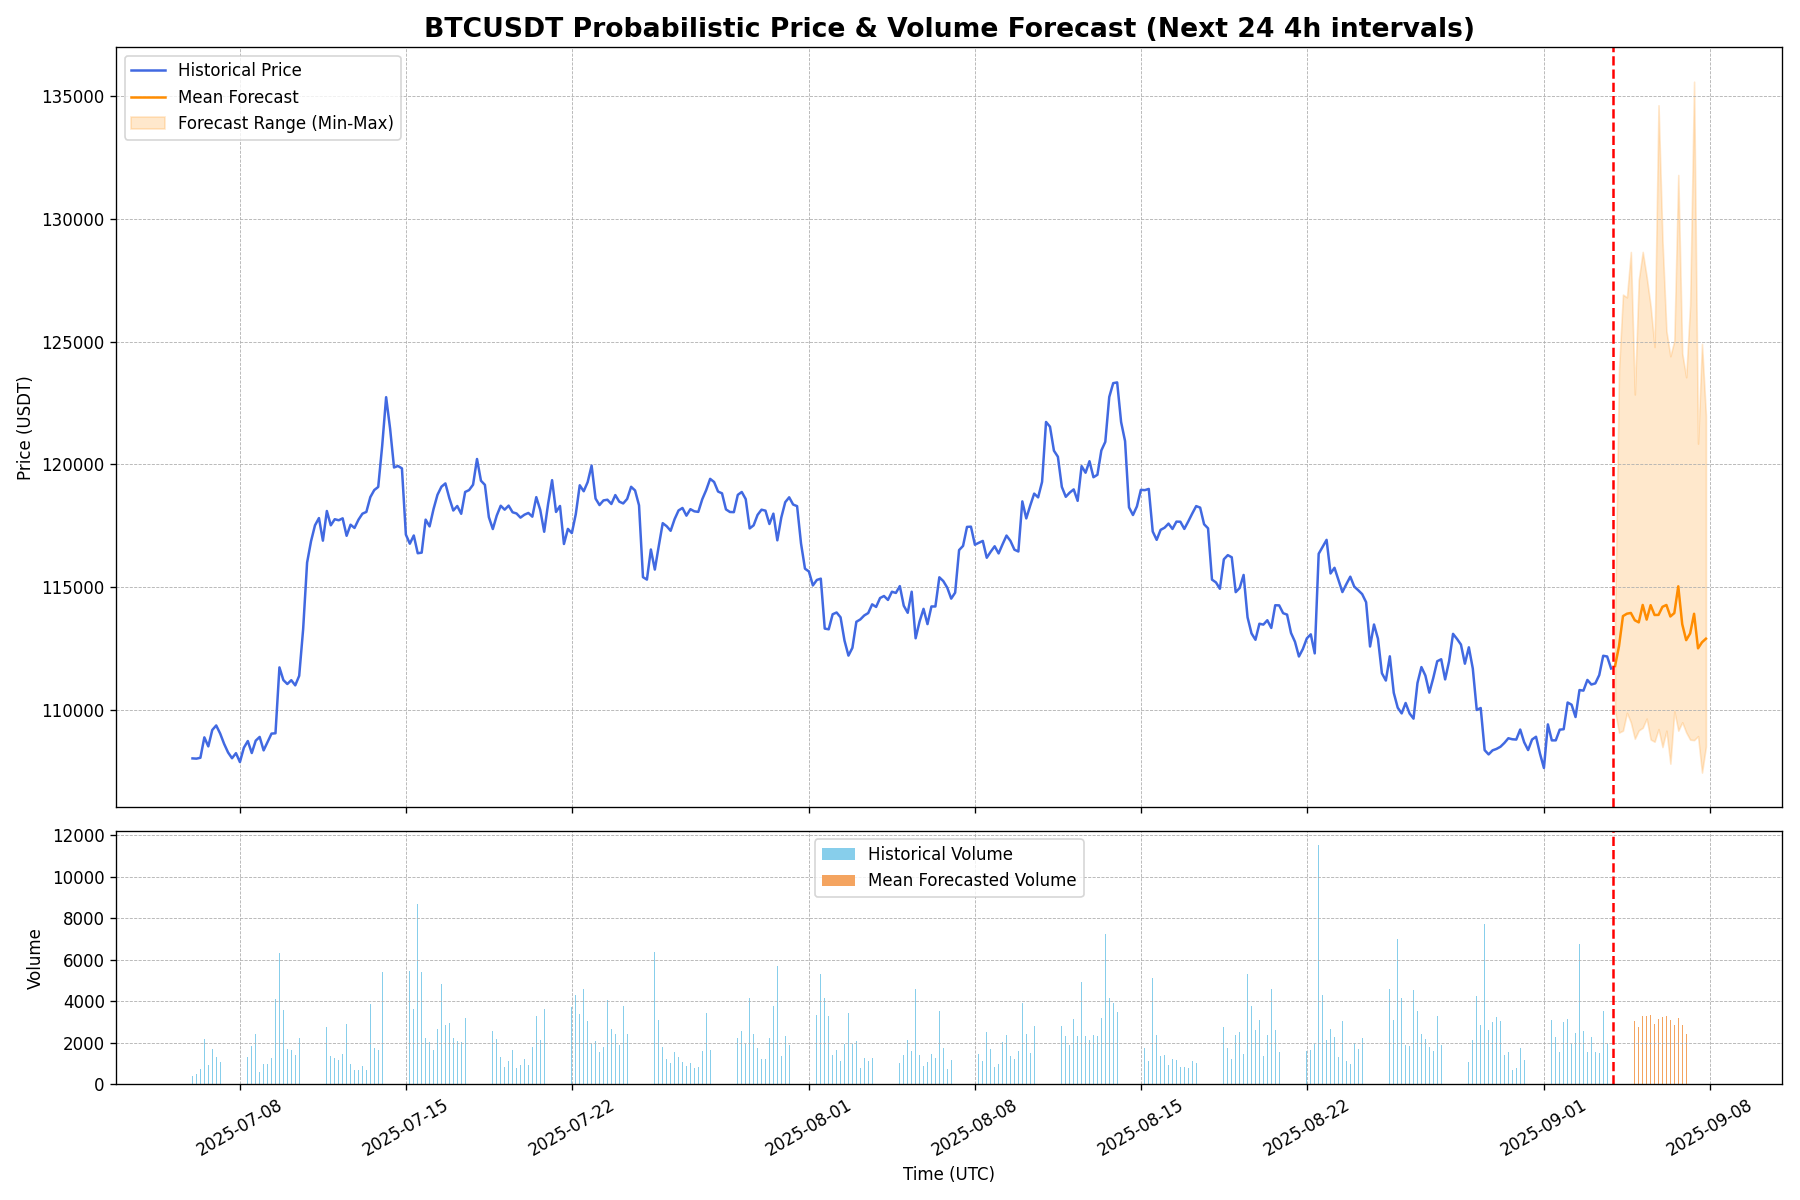 BTCUSDT Probabilistic Price & Volume Forecast (Next 24 4h intervals)
Historical Price
Mean Forecast
Forecast Range (Min-Max)
Price (USDT)
135000
130000
125000
120000
115000
110000
Historical Volume
Mean Forecasted Volume
Volume
12000
10000
8000
6000
4000
2000
0
2025-07-08
2025-07-15
2025-07-22
2025-08-01
2025-08-08
2025-08-15
2025-08-22
2025-09-01
2025-09-08
Time (UTC)